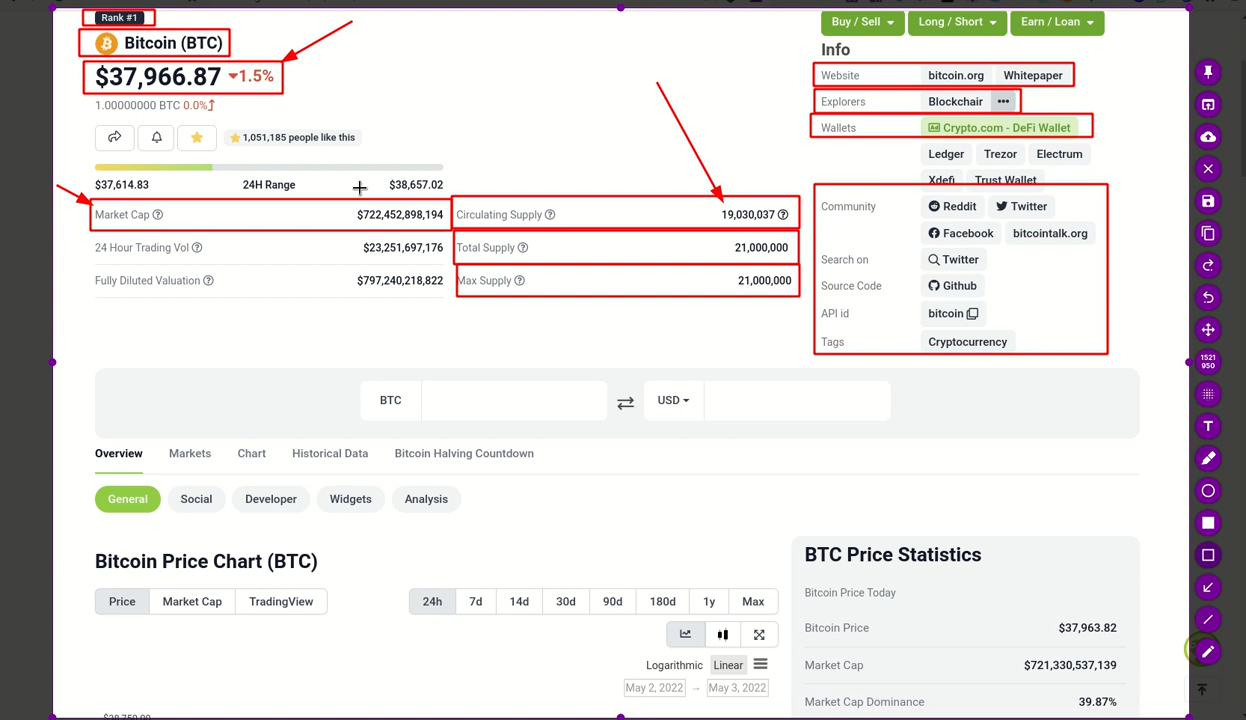 Rank #1
Bitcoin (BTC)
$37,966.87 1.5%
1.00000000 BTC 0.0%
1,051,185 people like this
$37,614.83 24H Range $38,657.02
Market Cap $722,452,898,194
24 Hour Trading Vol $23,251,697,176
Fully Diluted Valuation $797,240,218,822
Circulating Supply 19,030,037
Total Supply 21,000,000
Max Supply 21,000,000
Buy / Sell Long / Short Earn / Loan
Info
Website bitcoin.org Whitepaper
Explorers Blockchair •••
Wallets Ad Crypto.com - DeFi Wallet
Ledger Trezor Electrum
Xdefi Trust Wallet
Community Reddit Twitter
Facebook bitcointalk.org
Search on Twitter
Source Code Github
API id bitcoin
Tags Cryptocurrency
BTC USD
Overview Markets Chart Historical Data Bitcoin Halving Countdown
General Social Developer Widgets Analysis
Bitcoin Price Chart (BTC)
Price Market Cap TradingView
24h 7d 14d 30d 90d 180d 1y Max
Logarithmic Linear
May 2, 2022 → May 3, 2022
BTC Price Statistics
Bitcoin Price Today
Bitcoin Price $37,963.82
Market Cap $721,330,537,139
Market Cap Dominance 39.87%
1521
950
T